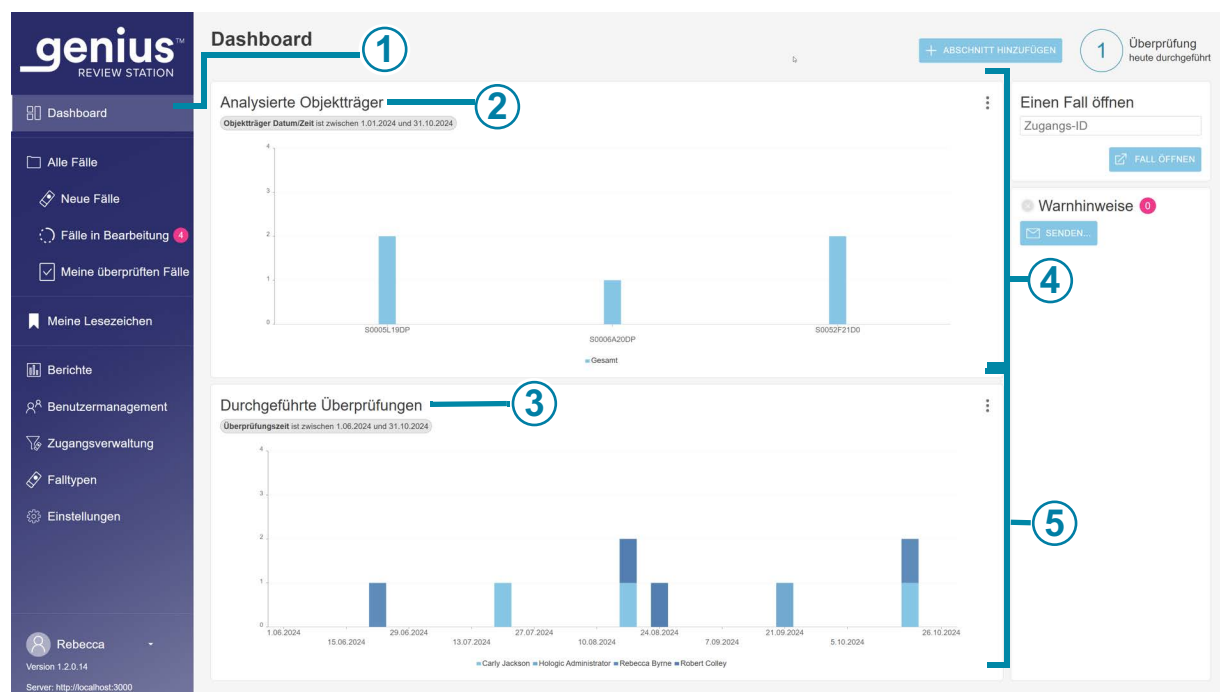 genius™
REVIEW STATION
Dashboard
Alle Fälle
Neue Fälle
Fälle in Bearbeitung 4
Meine überprüften Fälle
Meine Lesezeichen
Berichte
Benutzermanagement
Zugangsverwaltung
Falltypen
Einstellungen
Rebecca
Version 1.2.0.14
Server: http://localhost:3000
Dashboard
1
+ ABSCHNITT HINZUFÜGEN
1
Überprüfung
heute durchgeführt
Analysierte Objektträger
2
Objektträger Datum/Zeit ist zwischen 1.01.2024 und 31.10.2024
4
3
2
1
0
S0005L19DP
S0006A20DP
S0052F21D0
Gesamt
Durchgeführte Überprüfungen
3
Überprüfungszeit ist zwischen 1.06.2024 und 31.10.2024
4
3
2
1
0
1.06.2024
15.06.2024
29.06.2024
13.07.2024
27.07.2024
10.08.2024
24.08.2024
7.09.2024
21.09.2024
5.10.2024
26.10.2024
Carly Jackson Hologic Administrator Rebecca Byrne Robert Colley
Einen Fall öffnen
Zugangs-ID
FALL ÖFFNEN
Warnhinweise 0
SENDEN...
4
5